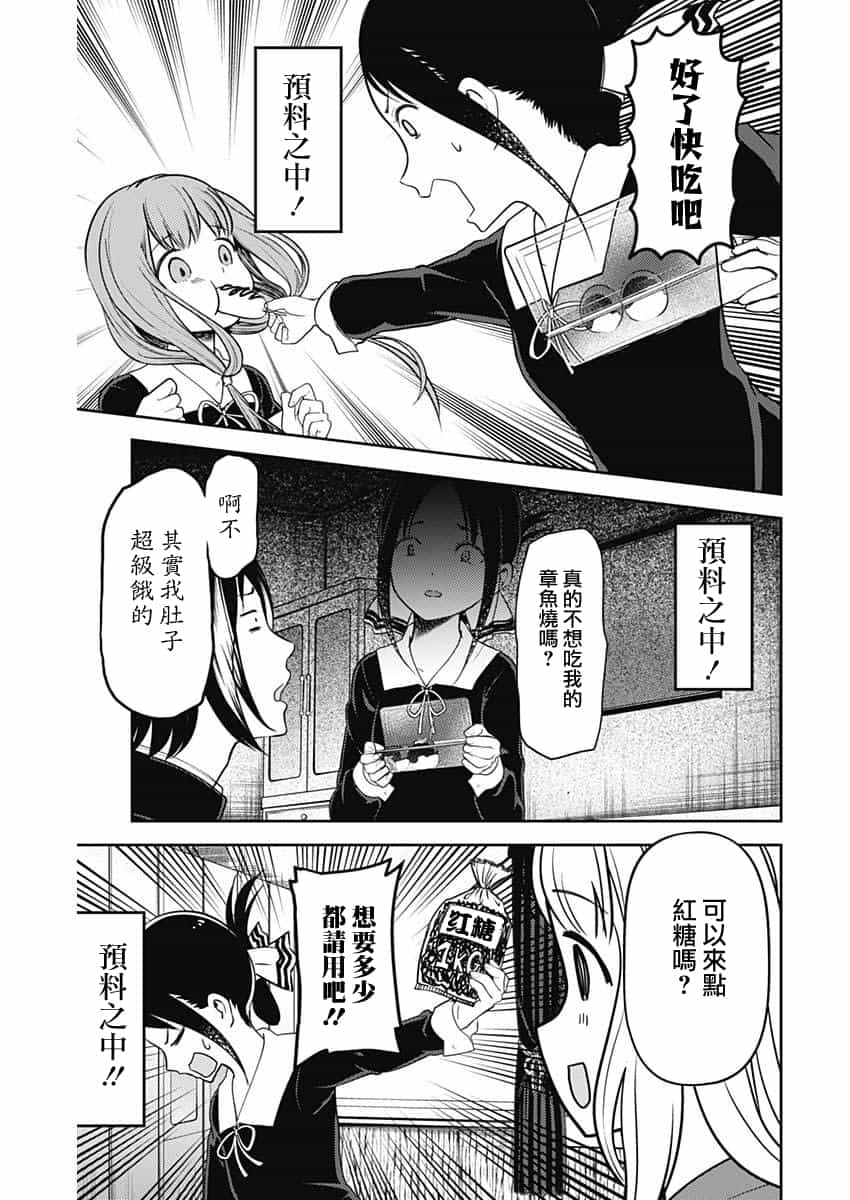 好了快吃吧
預料之中！
預料之中！
真的不想吃我的
章魚燒嗎？
啊不
其實我肚子
超級餓的
可以來點
紅糖嗎？
红糖
1KG
想要多少
都請用吧!!
預料之中!!